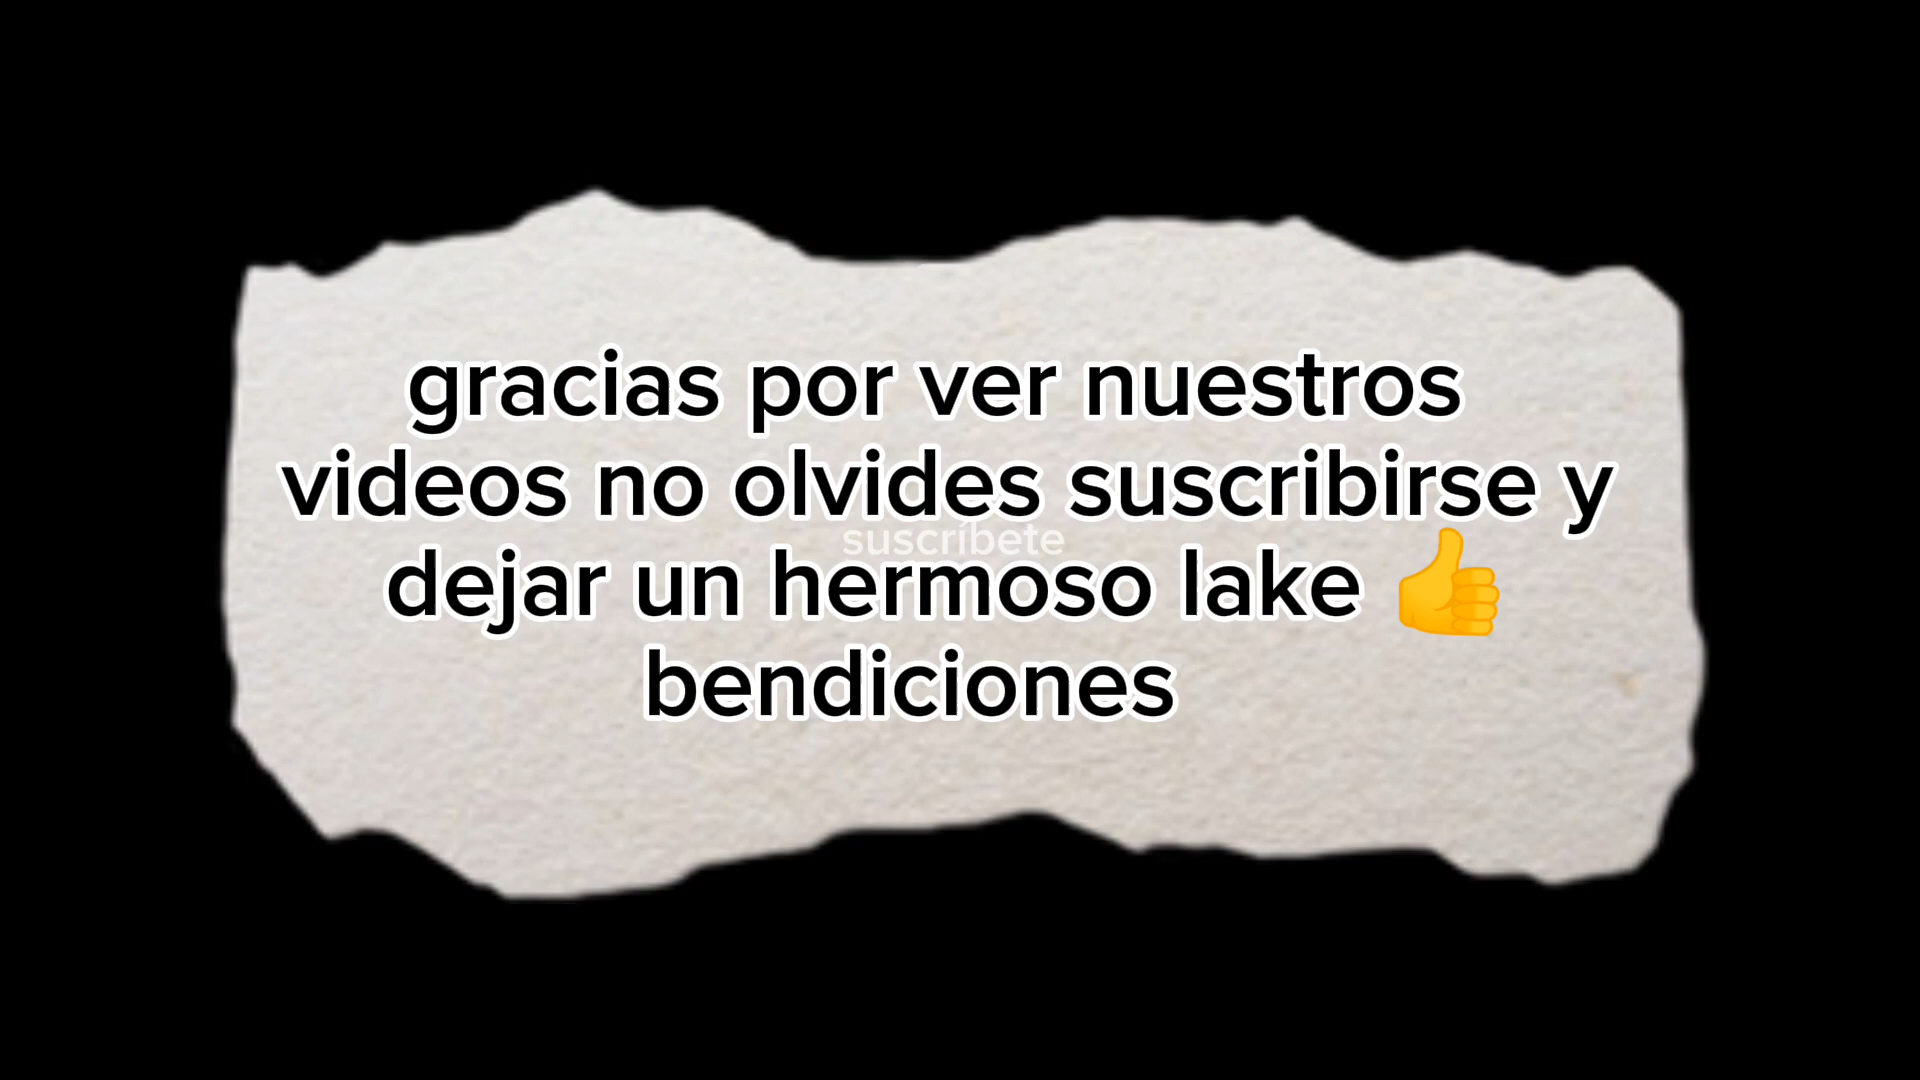 gracias por ver nuestros
videos no olvides suscribirse y
suscríbete
dejar un hermoso lake 👍
bendiciones